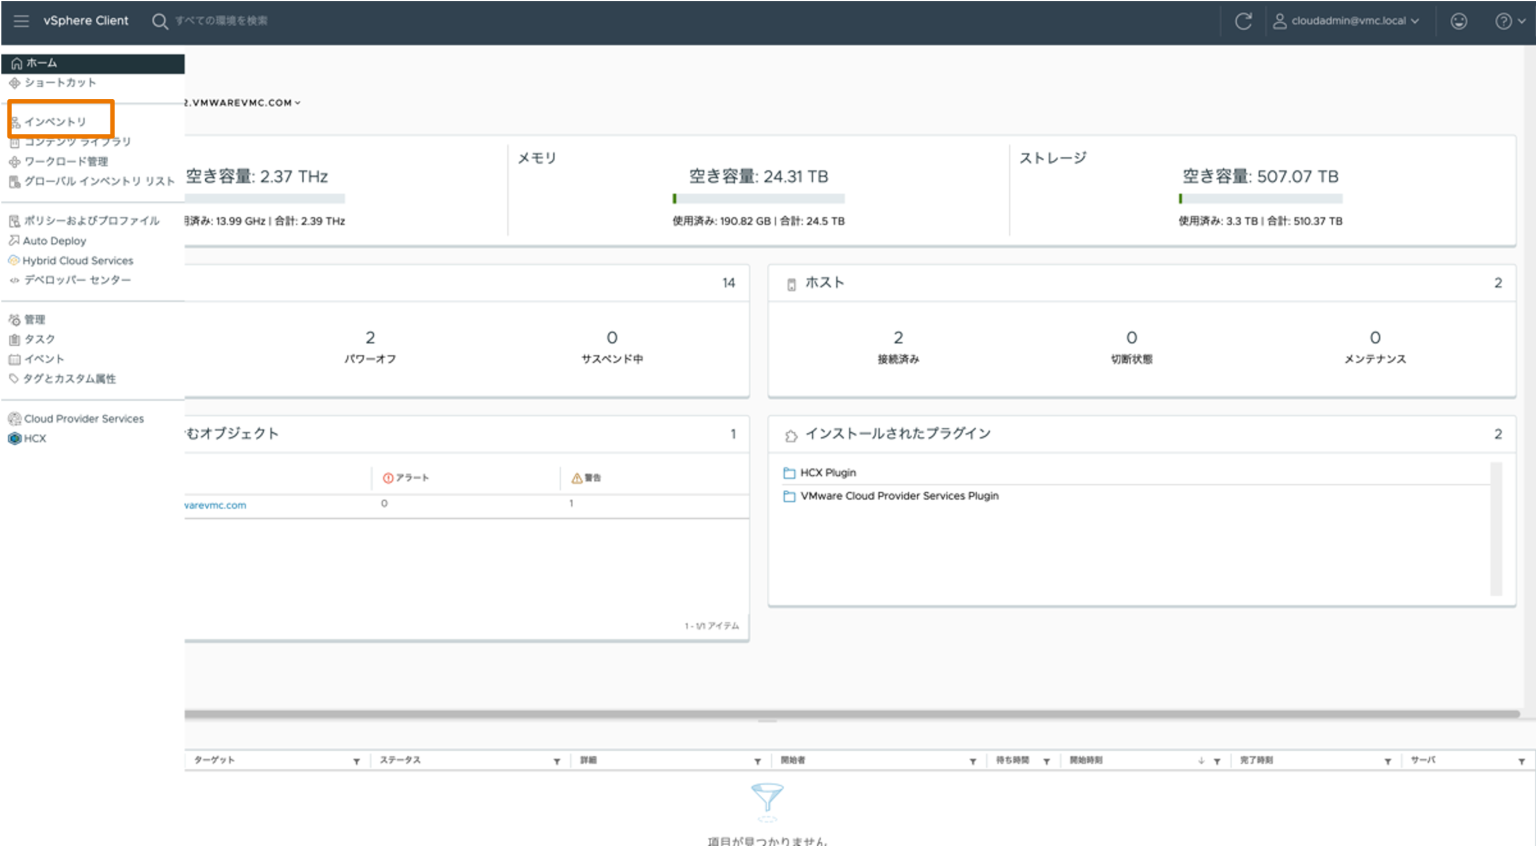 vSphere Client
すべての環境を検索
cloudadmin@vmc.local
ホーム
ショートカット
インベントリ
コンテンツ ライブラリ
ワークロード管理
グローバル インベントリ リスト
ポリシーおよびプロファイル
Auto Deploy
Hybrid Cloud Services
デベロッパー センター
管理
タスク
イベント
タグとカスタム属性
Cloud Provider Services
HCX
2.VMWAREVMC.COM
空き容量: 2.37 THz
用済み: 13.99 GHz | 合計: 2.39 THz
メモリ
空き容量: 24.31 TB
使用済み: 190.82 GB | 合計: 24.5 TB
ストレージ
空き容量: 507.07 TB
使用済み: 3.3 TB | 合計: 510.37 TB
14
2
パワーオフ
0
サスペンド中
ホスト
2
2
接続済み
0
切断状態
0
メンテナンス
むオブジェクト
1
アラート
警告
warevmc.com
0
1
1 - 1/1 アイテム
インストールされたプラグイン
2
HCX Plugin
VMware Cloud Provider Services Plugin
ターゲット
ステータス
詳細
開始者
待ち時間
開始時刻
完了時刻
サーバ
項目が見つかりません